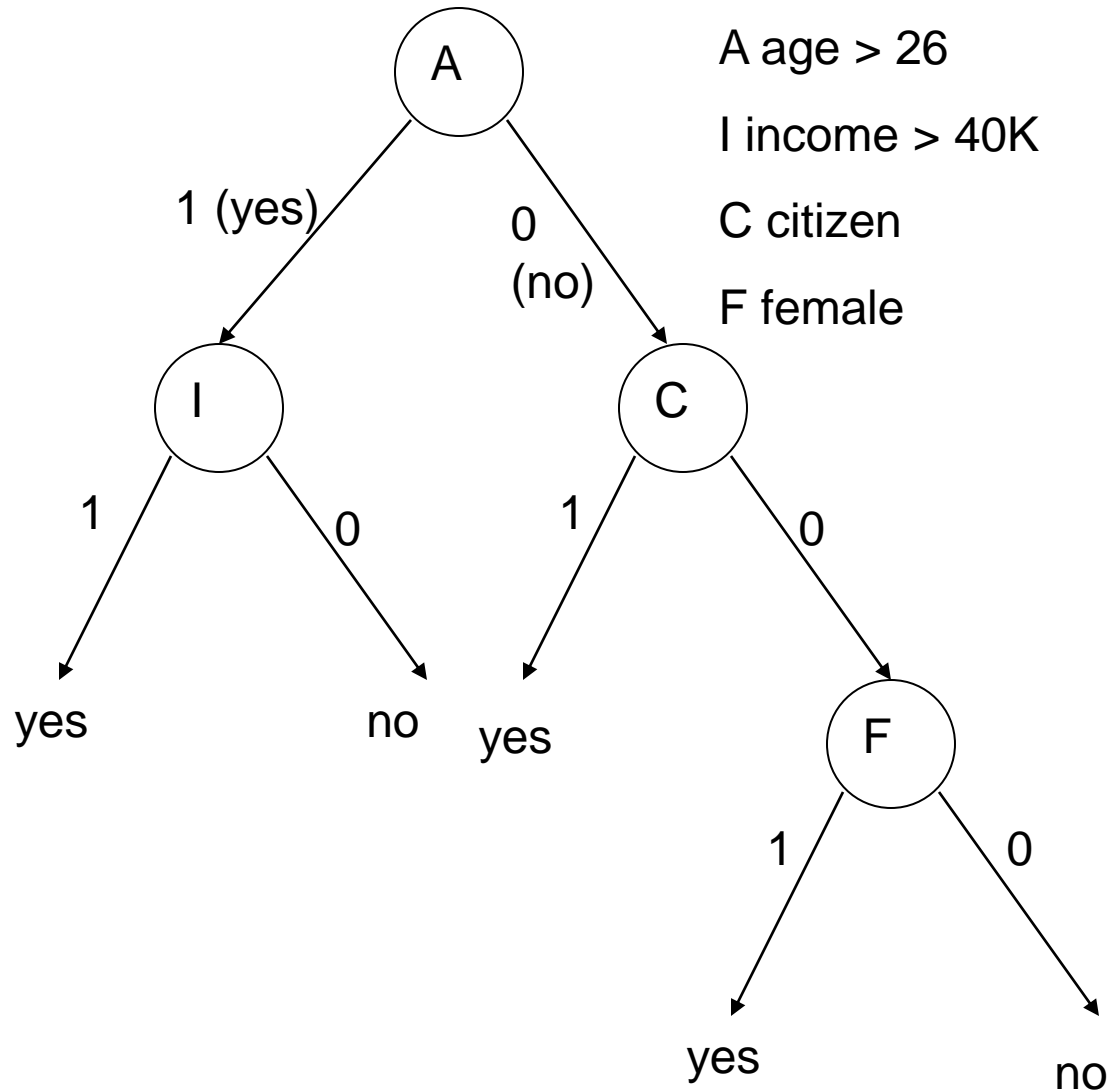 A
A age > 26
I income > 40K
1 (yes)
0
(no)
C citizen
F female
I
C
1
0
1
0
yes
no
yes
F
1
0
yes
no